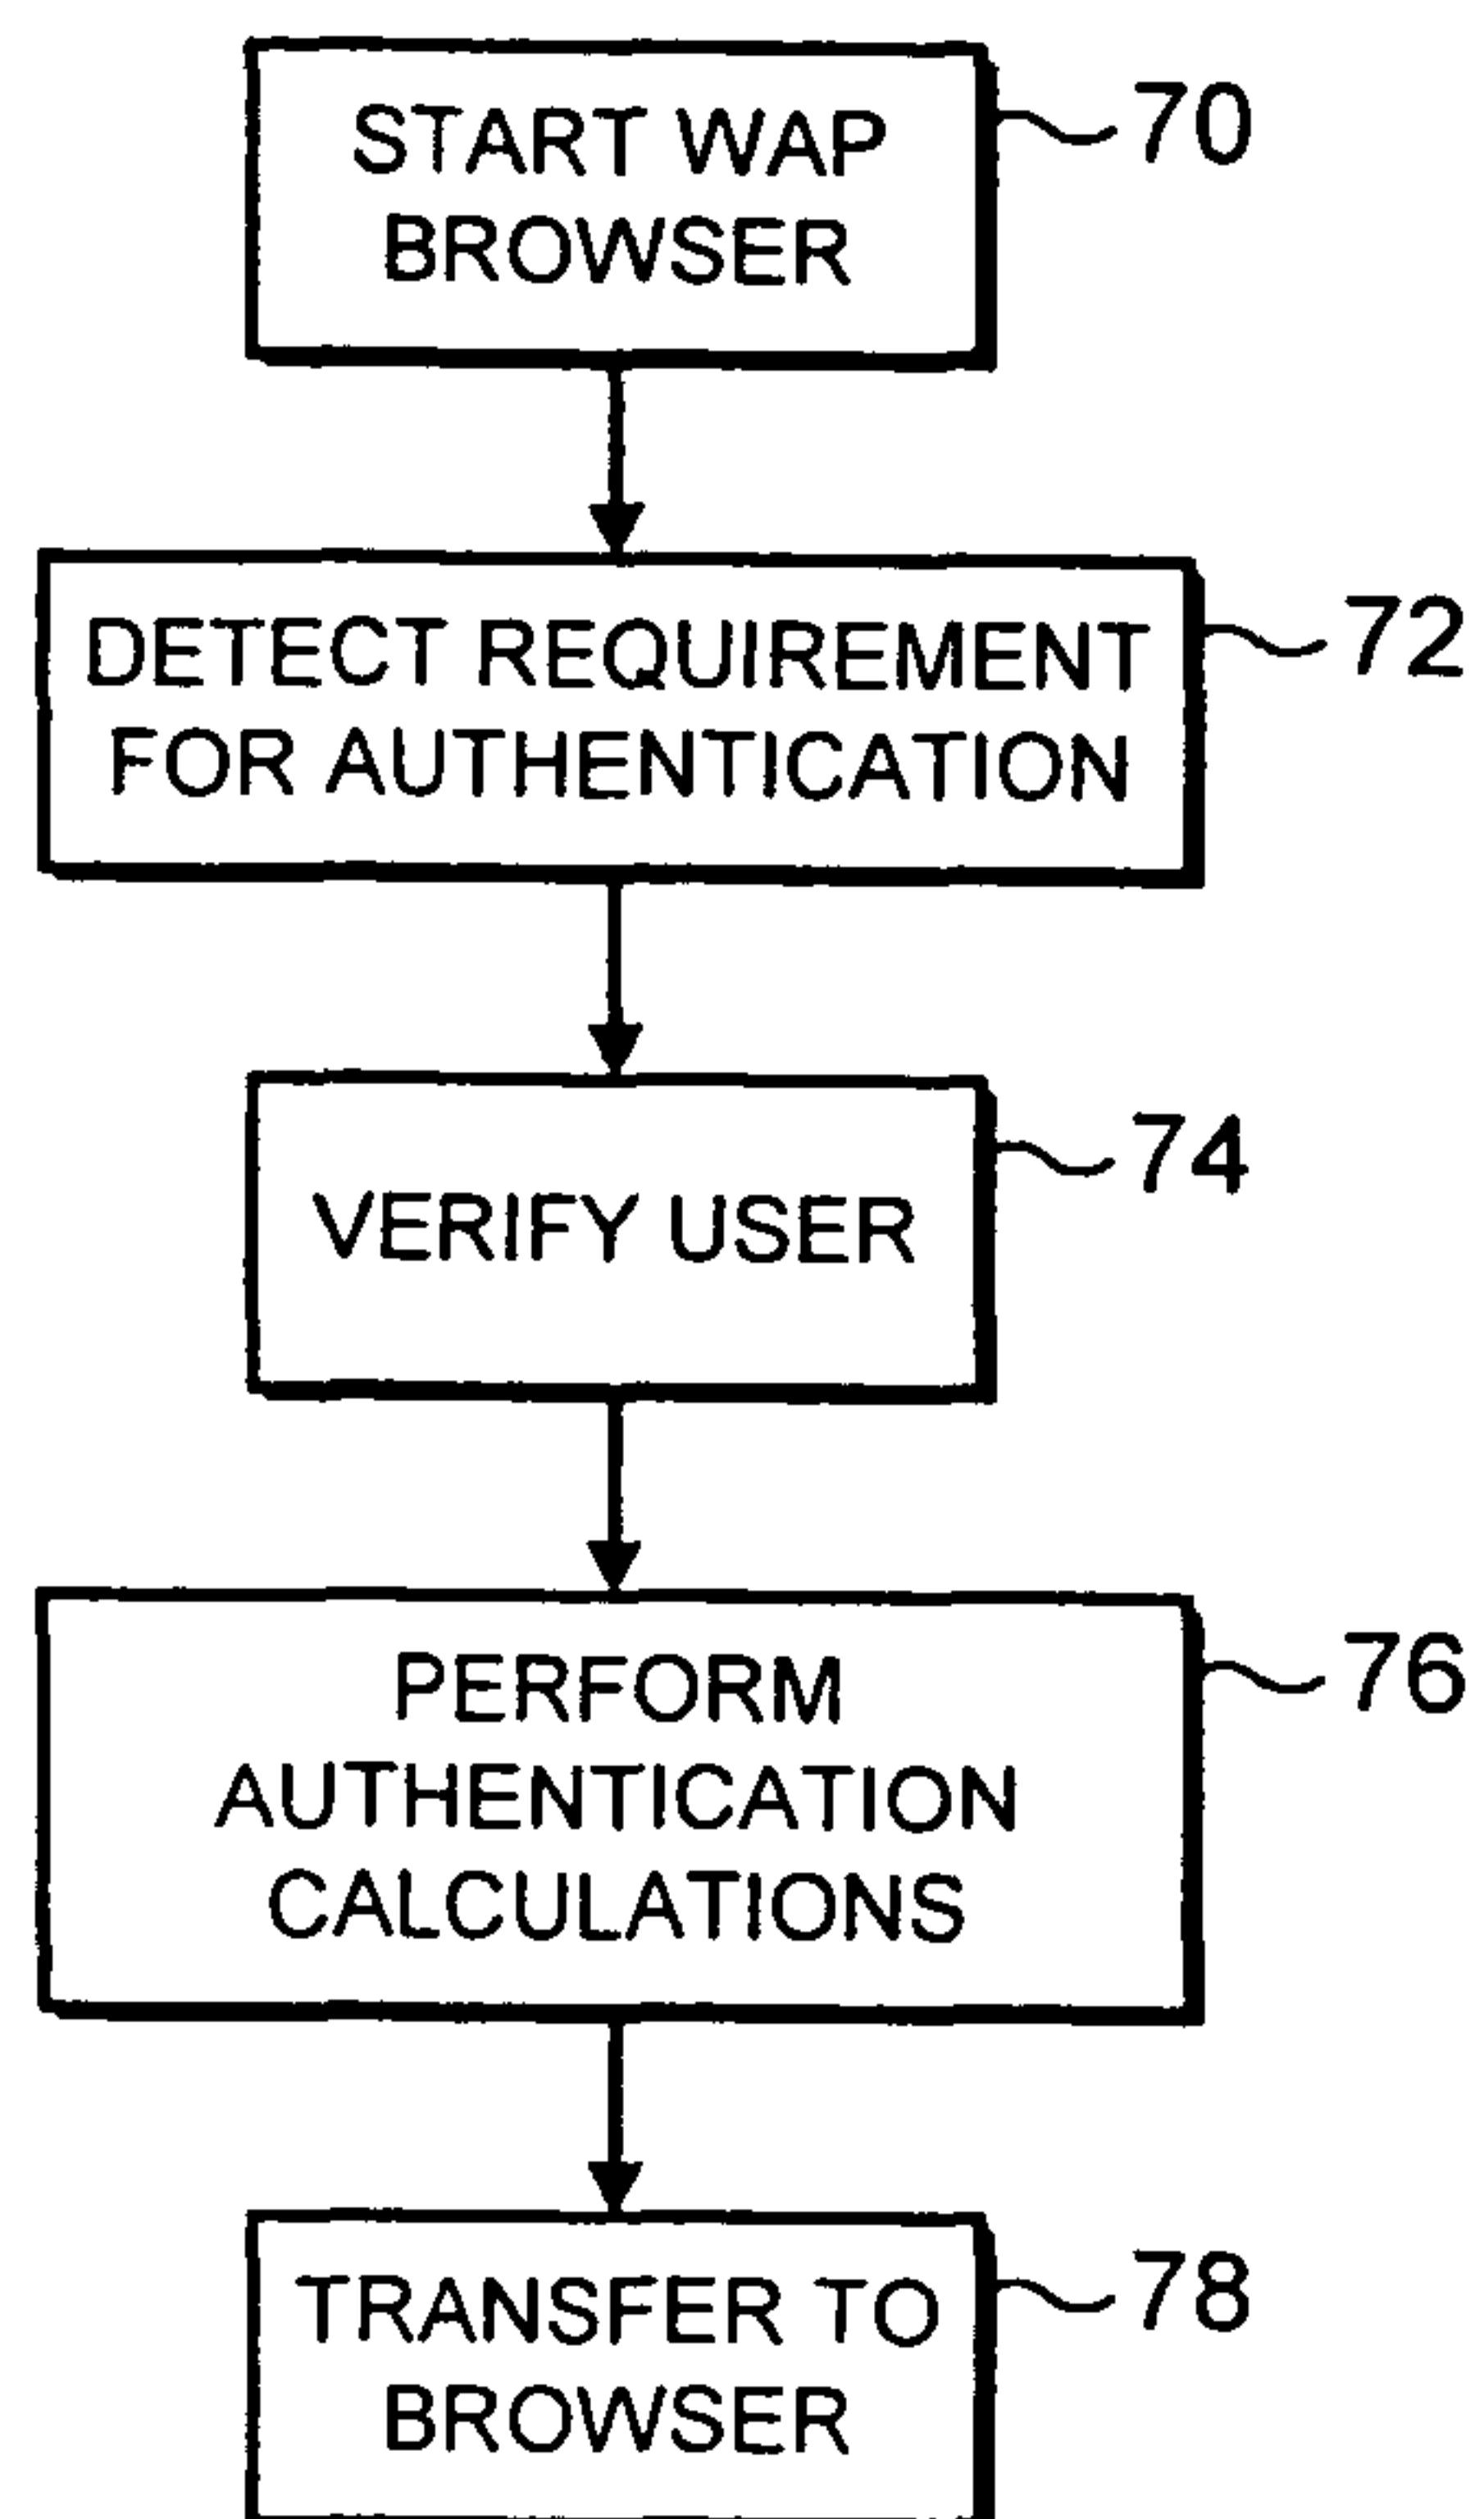 START WAP
BROWSER
70
DETECT REQUIREMENT
FOR AUTHENTICATION
72
VERIFY USER
74
PERFORM
AUTHENTICATION
CALCULATIONS
76
TRANSFER TO
BROWSER
78